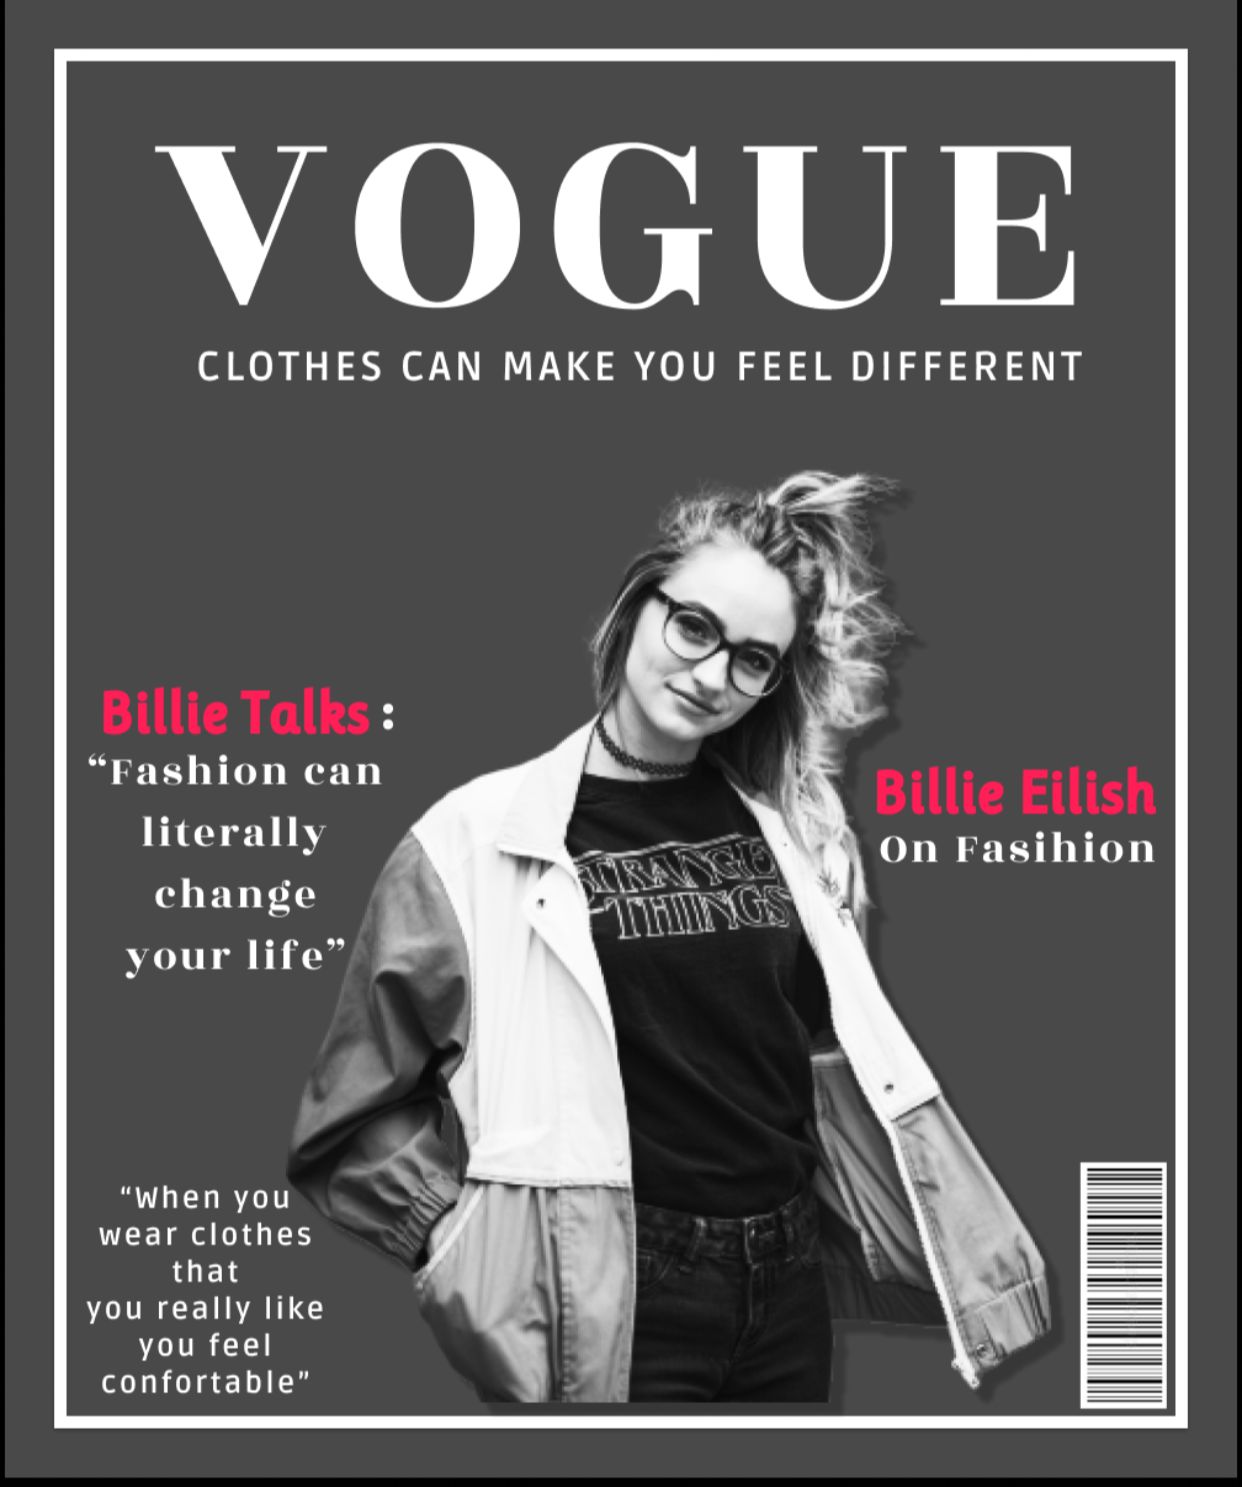 VOGUE
CLOTHES CAN MAKE YOU FEEL DIFFERENT
Billie Talks :
“Fashion can
literally
change
your life”
Billie Eilish
On Fasihion
STRANGER
THINGS
“When you
wear clothes
that
you really like
you feel
confortable”